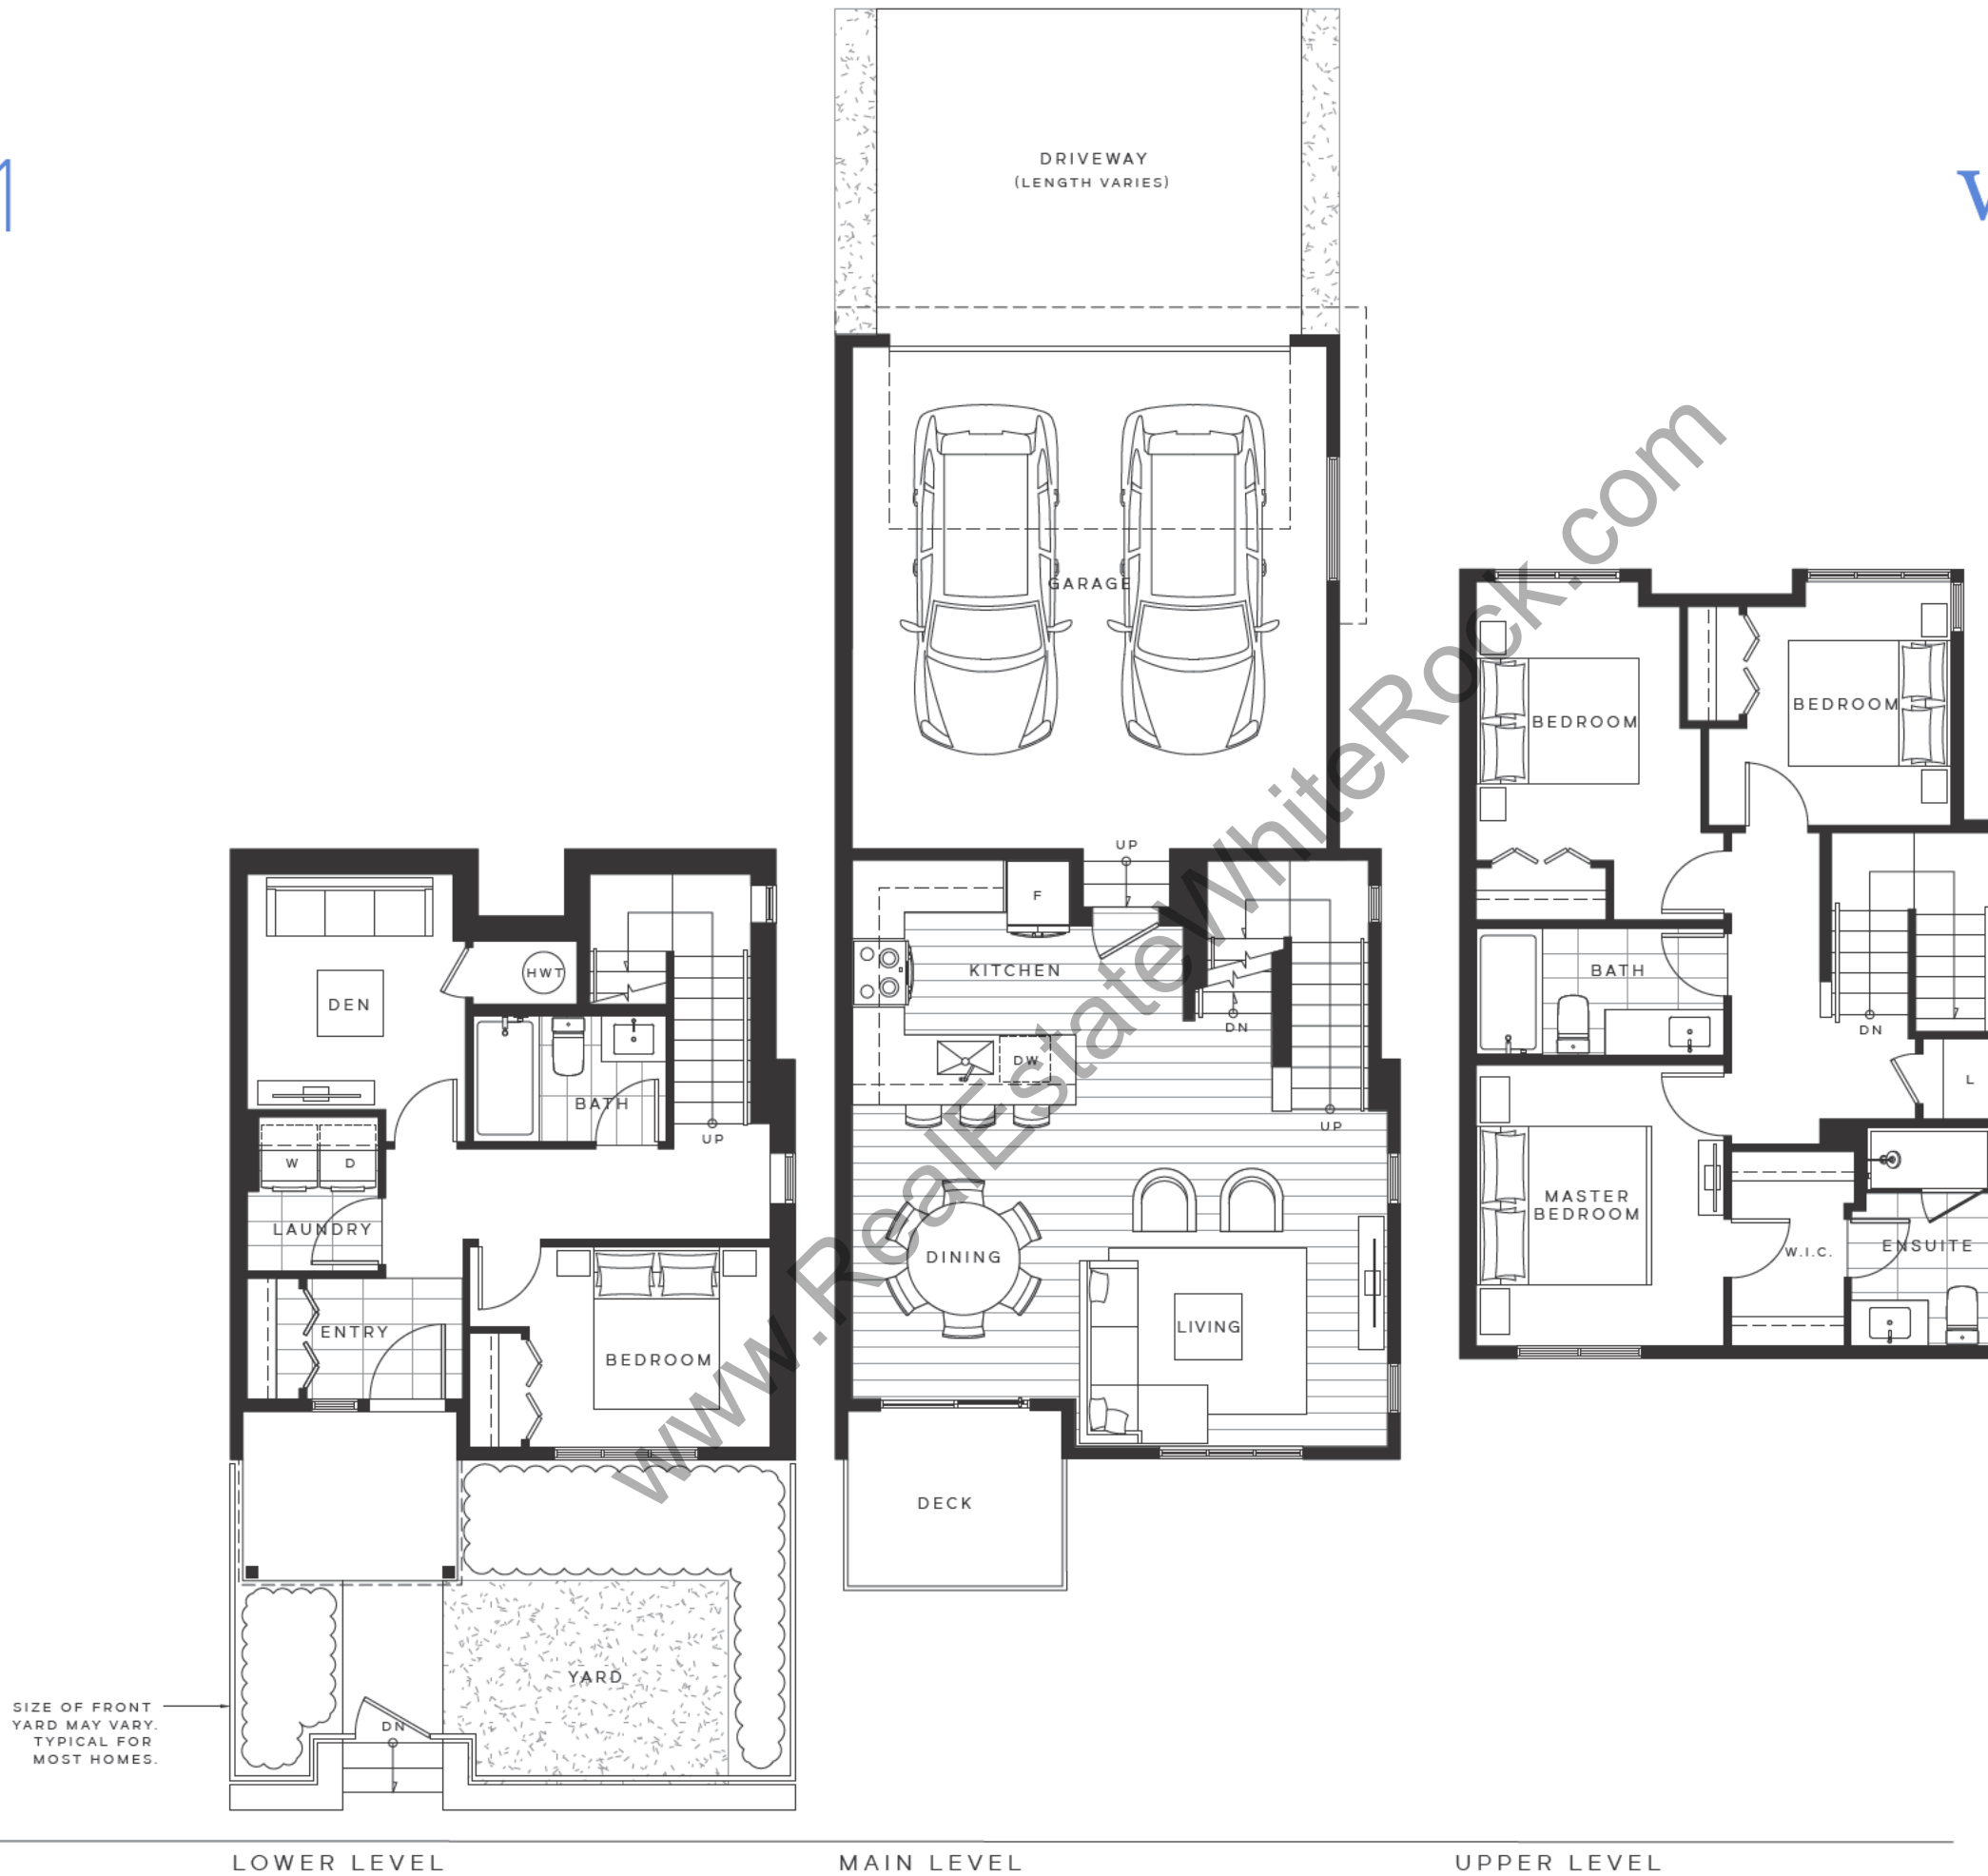 1
DRIVEWAY
(LENGTH VARIES)
GARAGE
UP
F
KITCHEN
DW
DN
UP
DINING
LIVING
DECK
DEN
HWT
BATH
UP
W
D
LAUNDRY
ENTRY
BEDROOM
YARD
DN
SIZE OF FRONT
YARD MAY VARY.
TYPICAL FOR
MOST HOMES.
BEDROOM
BEDROOM
BATH
DN
L
MASTER
BEDROOM
W.I.C.
ENSUITE
www.RealEstateWhiteRock.com
LOWER LEVEL
MAIN LEVEL
UPPER LEVEL